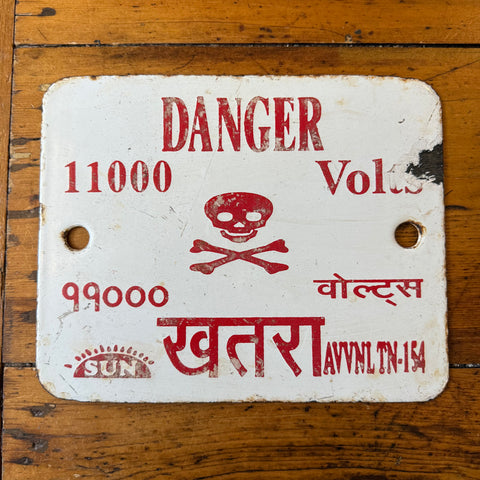 DANGER
11000 Volts
११००० वोल्ट्स
खतरा
SUN
AVVNL TN-154